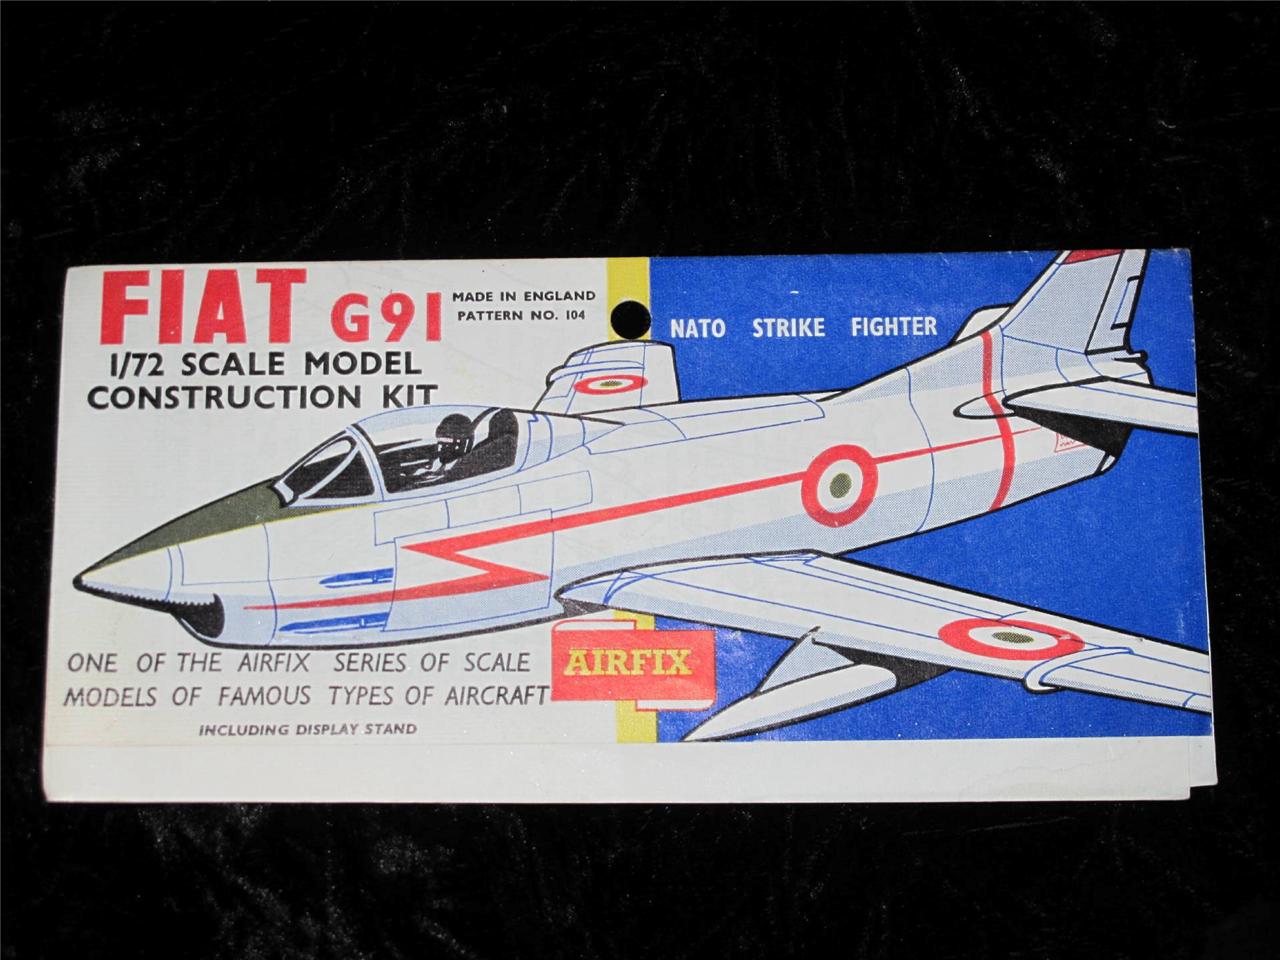 FIAT G91
MADE IN ENGLAND
PATTERN NO. 104
1/72 SCALE MODEL
CONSTRUCTION KIT
NATO STRIKE FIGHTER
ONE OF THE AIRFIX SERIES OF SCALE
MODELS OF FAMOUS TYPES OF AIRCRAFT
INCLUDING DISPLAY STAND
AIRFIX